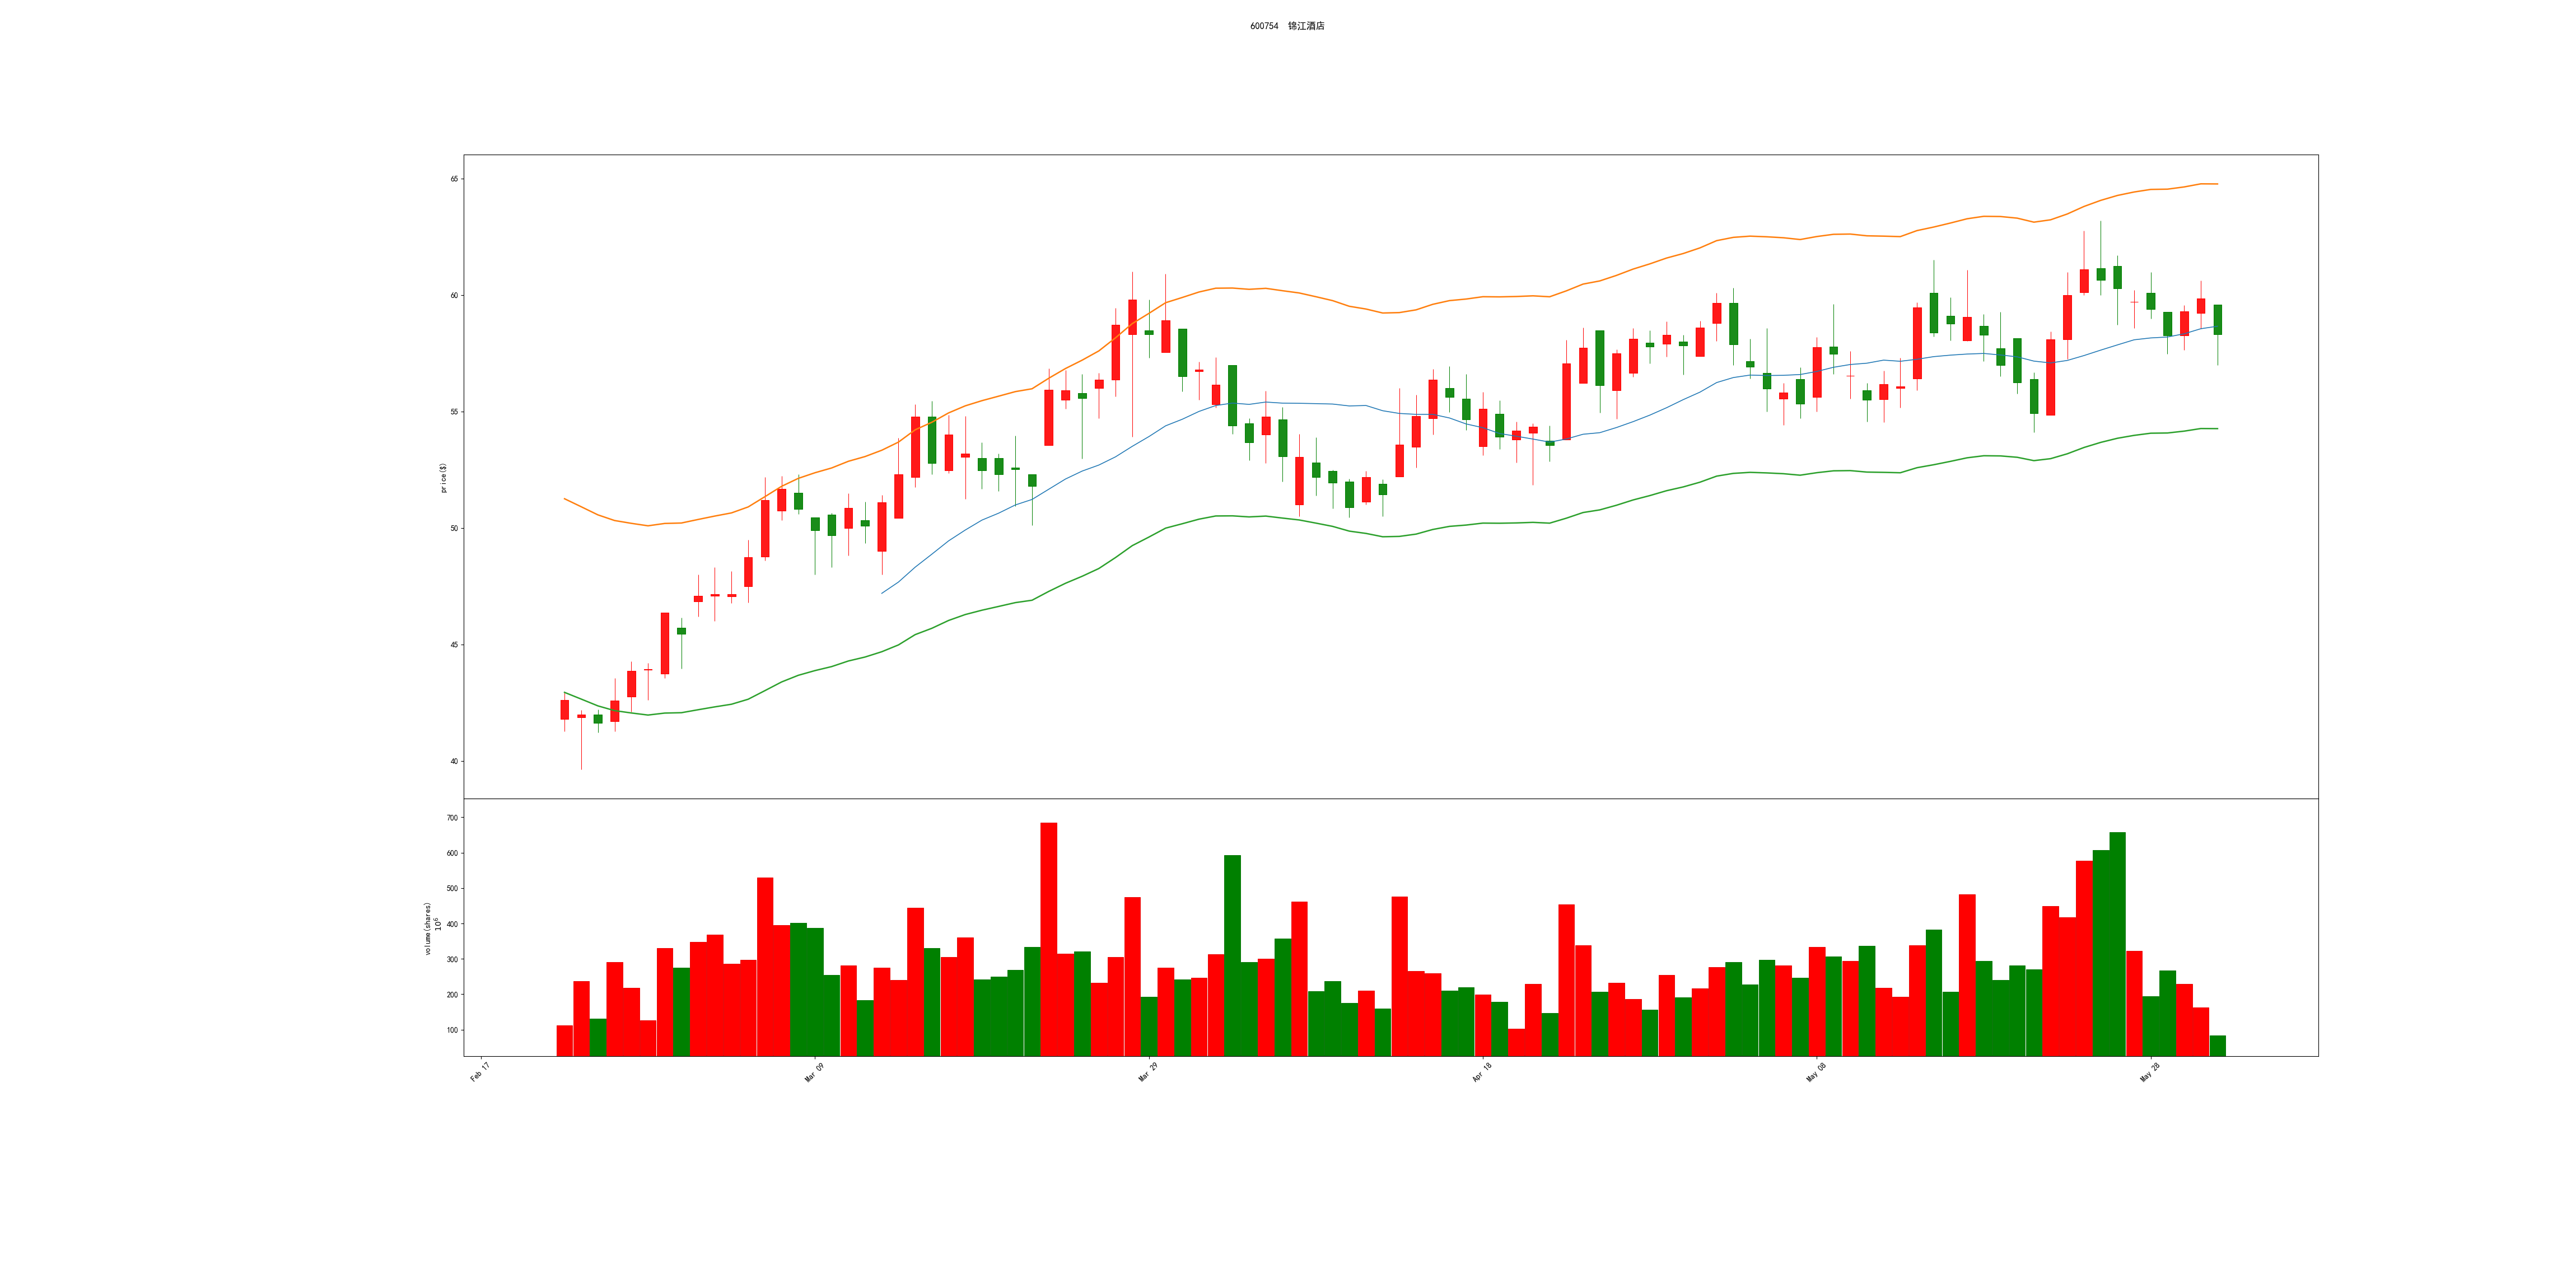 600754 锦江酒店
65
60
55
50
45
40
price($)
700
600
500
400
300
200
100
volume(shares)
10^6
Feb 17
Mar 09
Mar 29
Apr 18
May 08
May 28